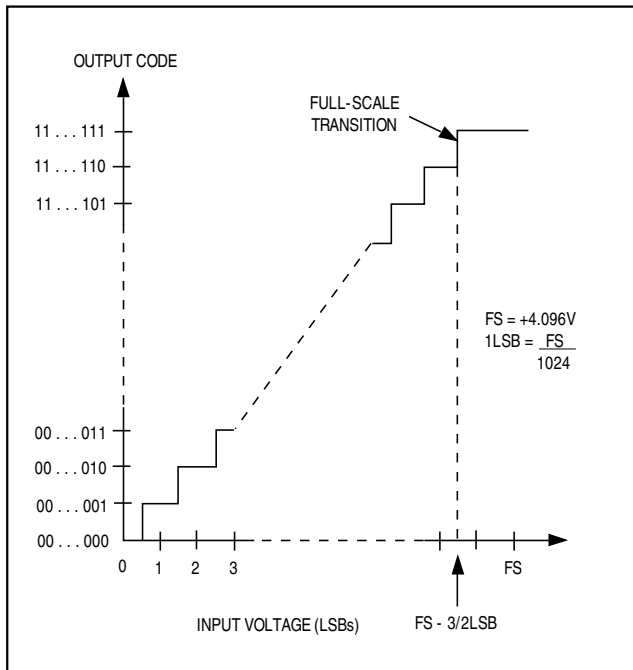 OUTPUT CODE
FULL-SCALE
TRANSITION
11 . . . 111
11 . . . 110
11 . . . 101
FS = +4.096V
1LSB = FS
1024
00 . . . 011
00 . . . 010
00 . . . 001
00 . . . 000
0 1 2 3 FS
INPUT VOLTAGE (LSBs) FS - 3/2LSB